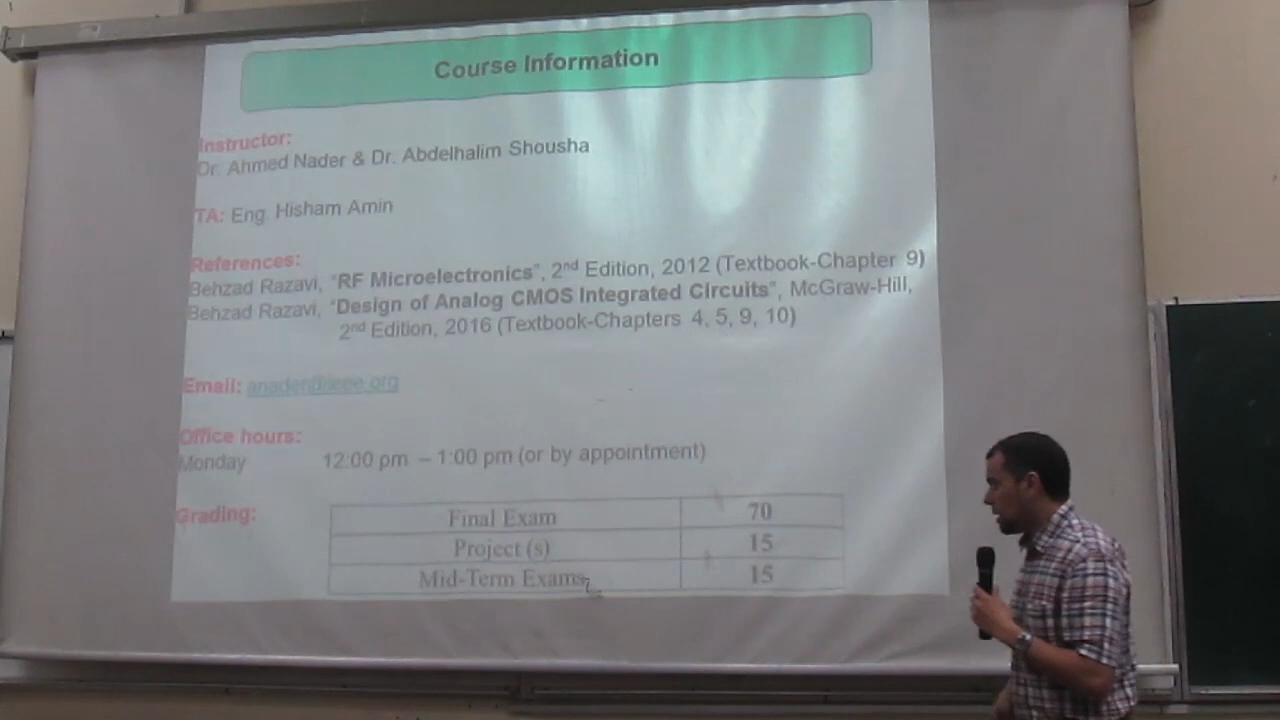 Course Information
Instructor:
Dr. Ahmed Nader & Dr. Abdelhalim Shousha
TA: Eng. Hisham Amin
References:
Behzad Razavi, "RF Microelectronics", 2nd Edition, 2012 (Textbook-Chapter 9)
Behzad Razavi, "Design of Analog CMOS Integrated Circuits", McGraw-Hill,
2nd Edition, 2016 (Textbook-Chapters 4, 5, 9, 10)
Email: anader@ieee.org
Office hours:
Monday 12:00 pm – 1:00 pm (or by appointment)
Grading:
Final Exam 70
Project (s) 15
Mid-Term Exams 15